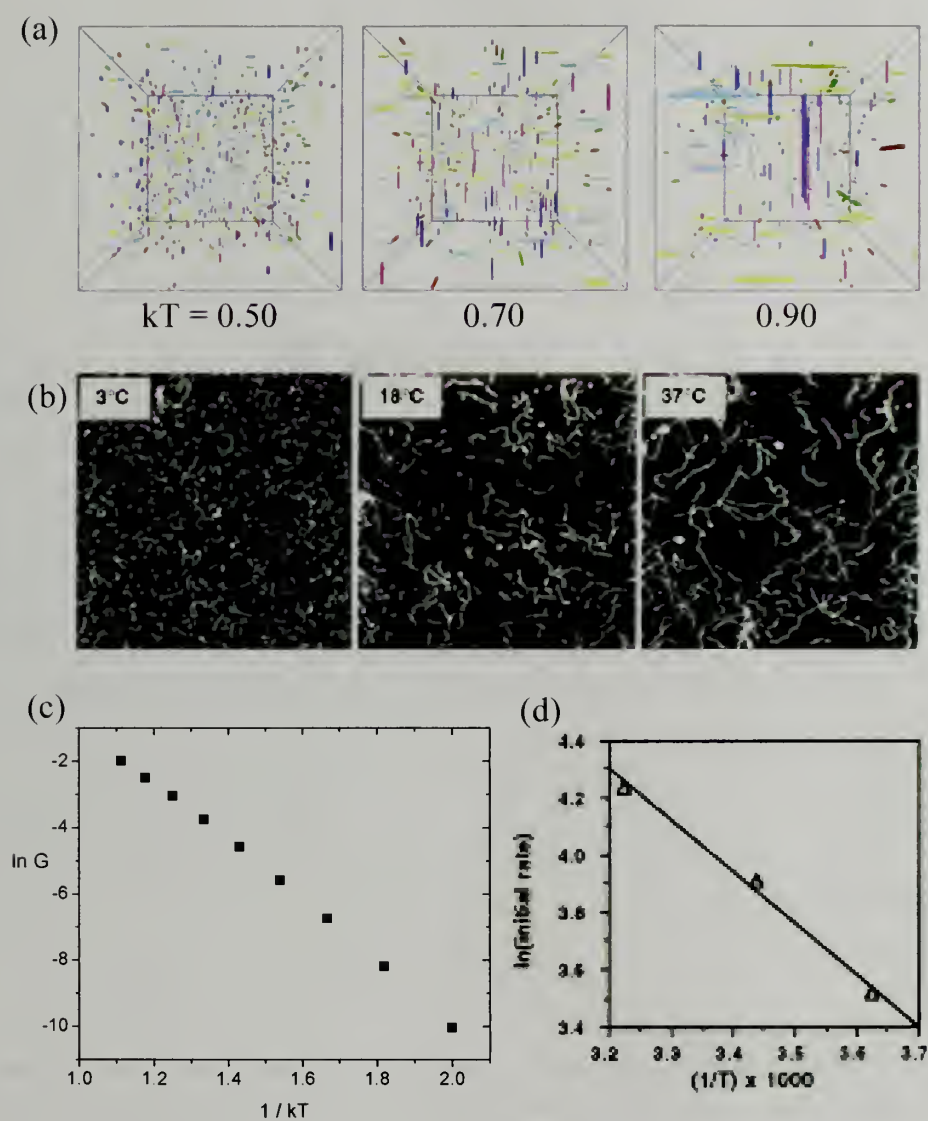 (a)
kT = 0.50
0.70
0.90
(b)
3°C
18°C
37°C
(c)
-2
-4
-6
-8
-10
ln G
1.0 1.2 1.4 1.6 1.8 2.0
1 / kT
(d)
4.4
4.2
4.0
3.8
3.6
3.4
ln(initial rate)
3.2 3.3 3.4 3.5 3.6 3.7
(1/T) x 1000